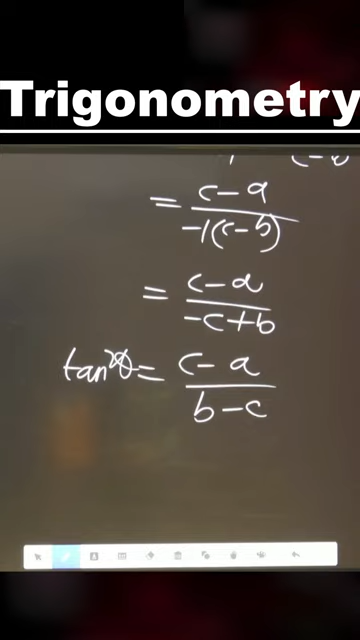 Trigonometry
= c - a / -1(c - b)
= c - a / -c + b
tan²θ = c - a / b - c